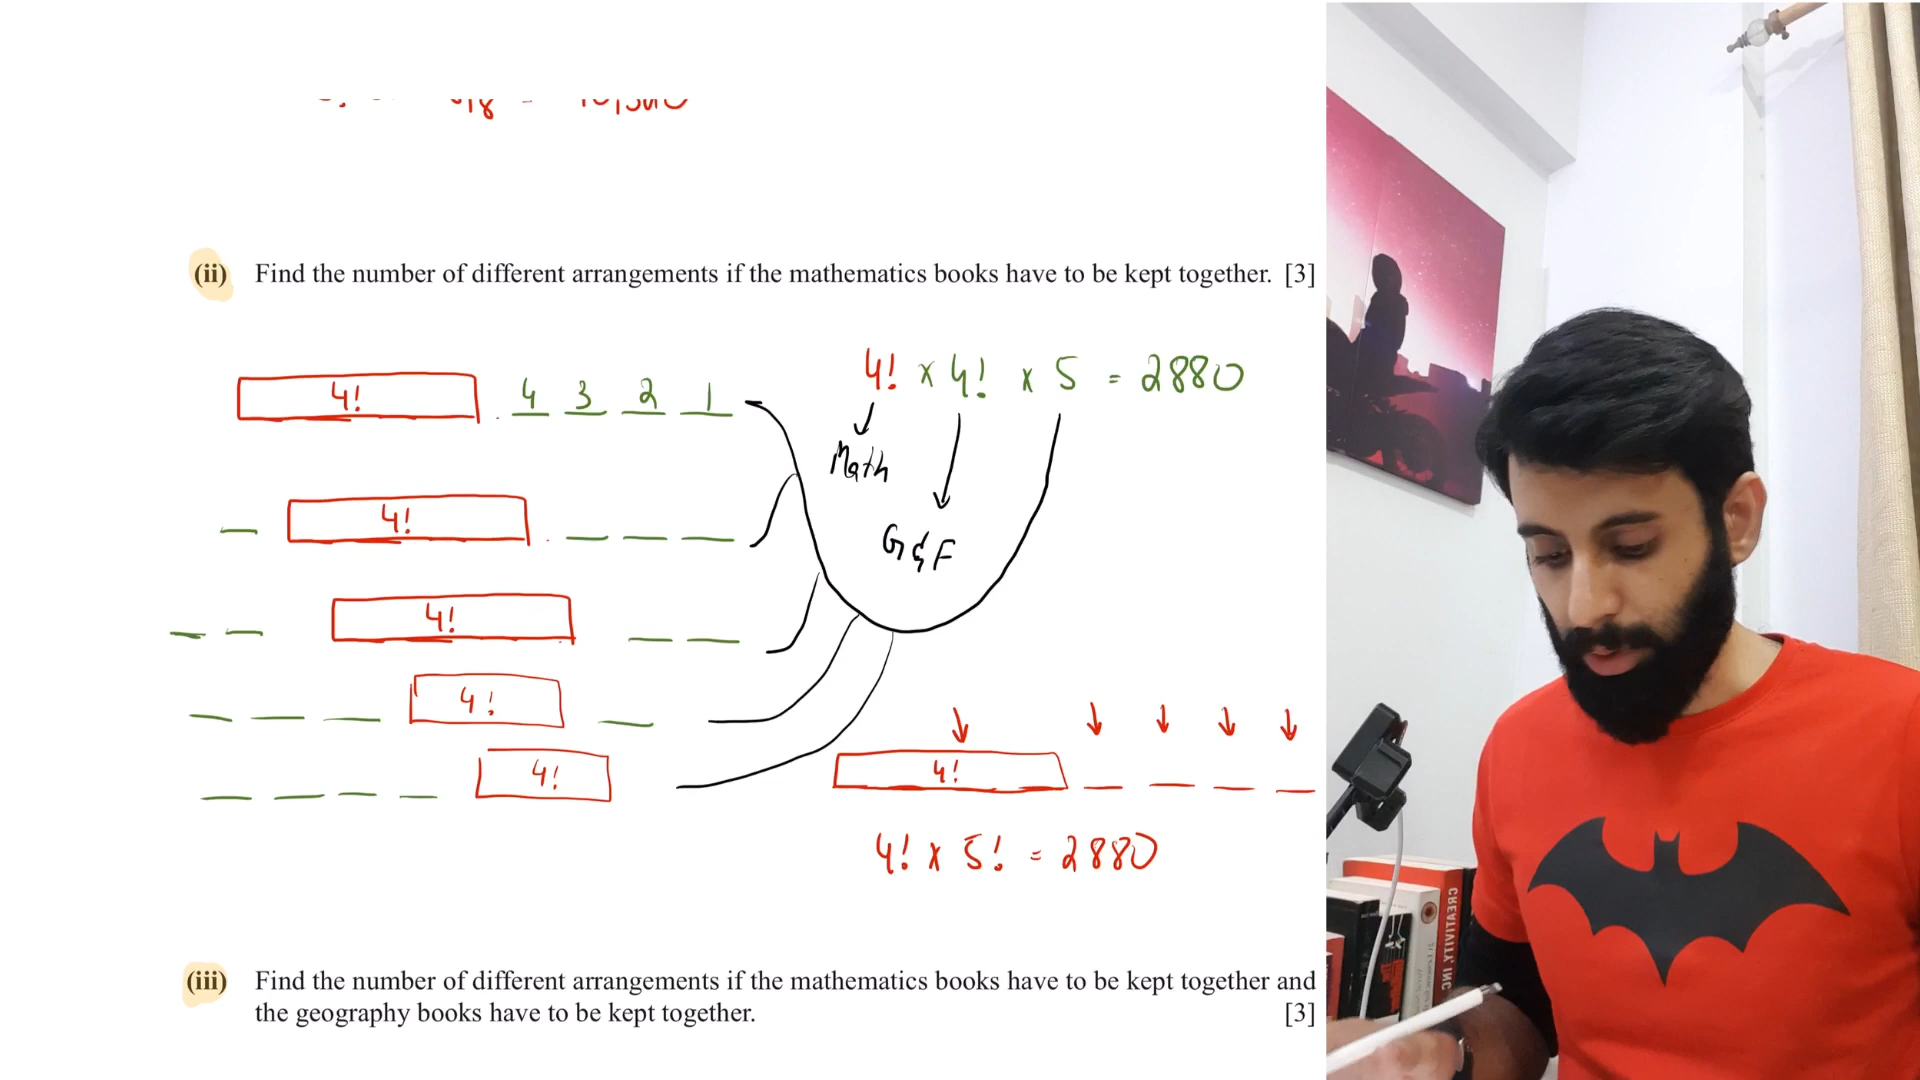 (ii) Find the number of different arrangements if the mathematics books have to be kept together. [3]
4! × 4! × 5 = 2880
4! 4 3 2 1
Math
4!
G & F
4!
4!
4!
4!
4! × 5! = 2880
(iii) Find the number of different arrangements if the mathematics books have to be kept together and
the geography books have to be kept together. [3]
CREATIVITY, INC